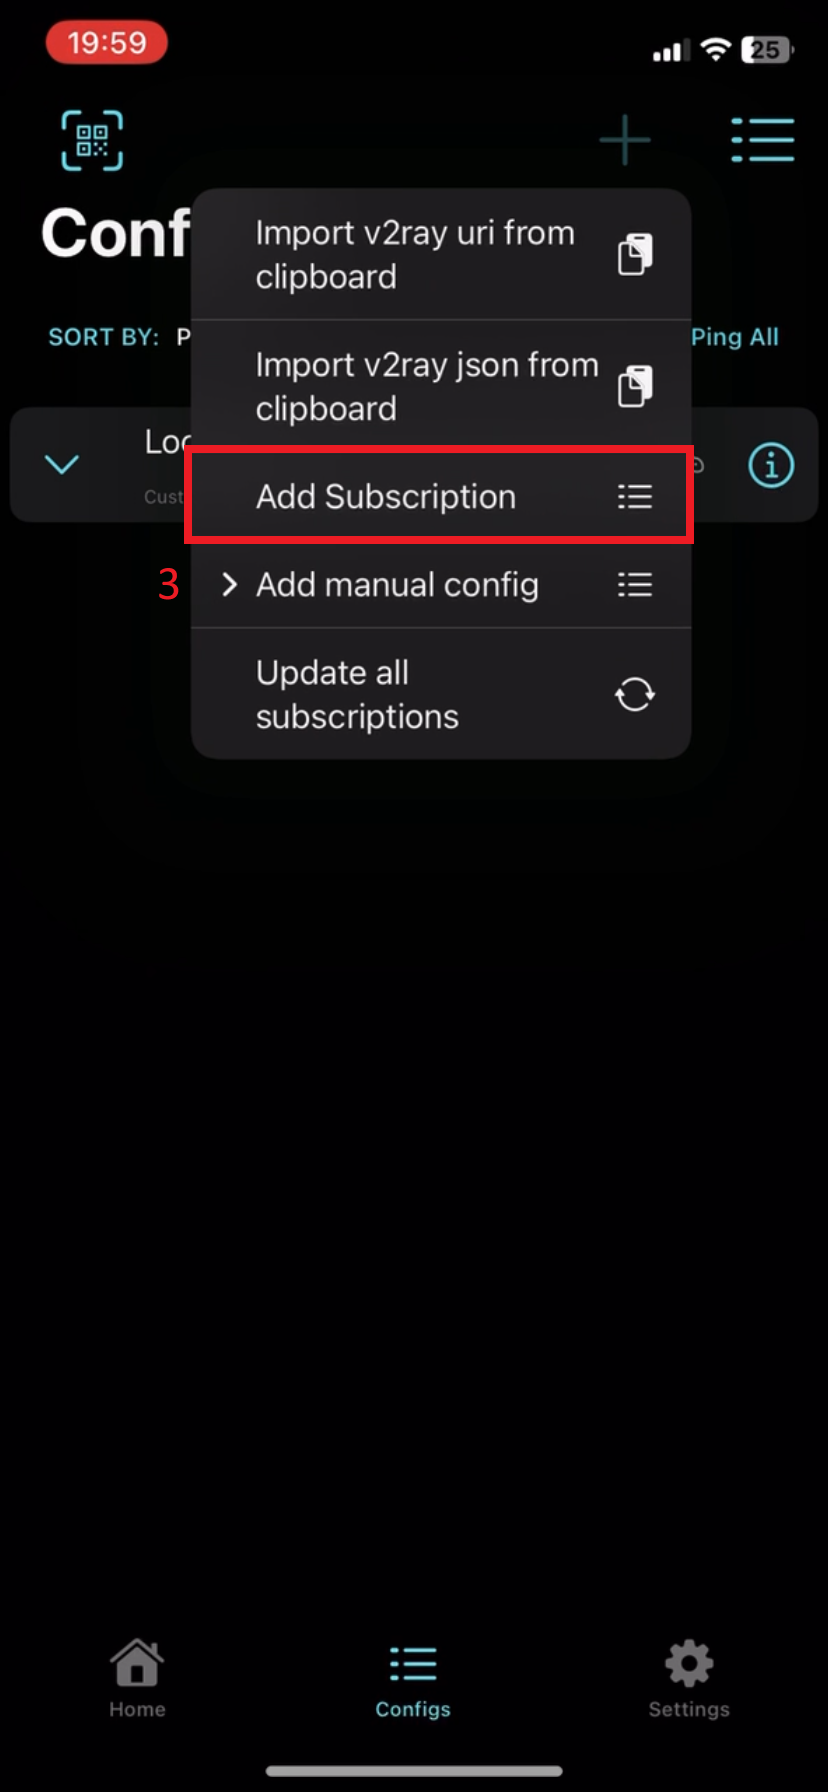 19:59
25
Conf
SORT BY: P
Ping All
Import v2ray uri from
clipboard
Import v2ray json from
clipboard
Loc
Cust
Add Subscription
3
Add manual config
Update all
subscriptions
Home
Configs
Settings